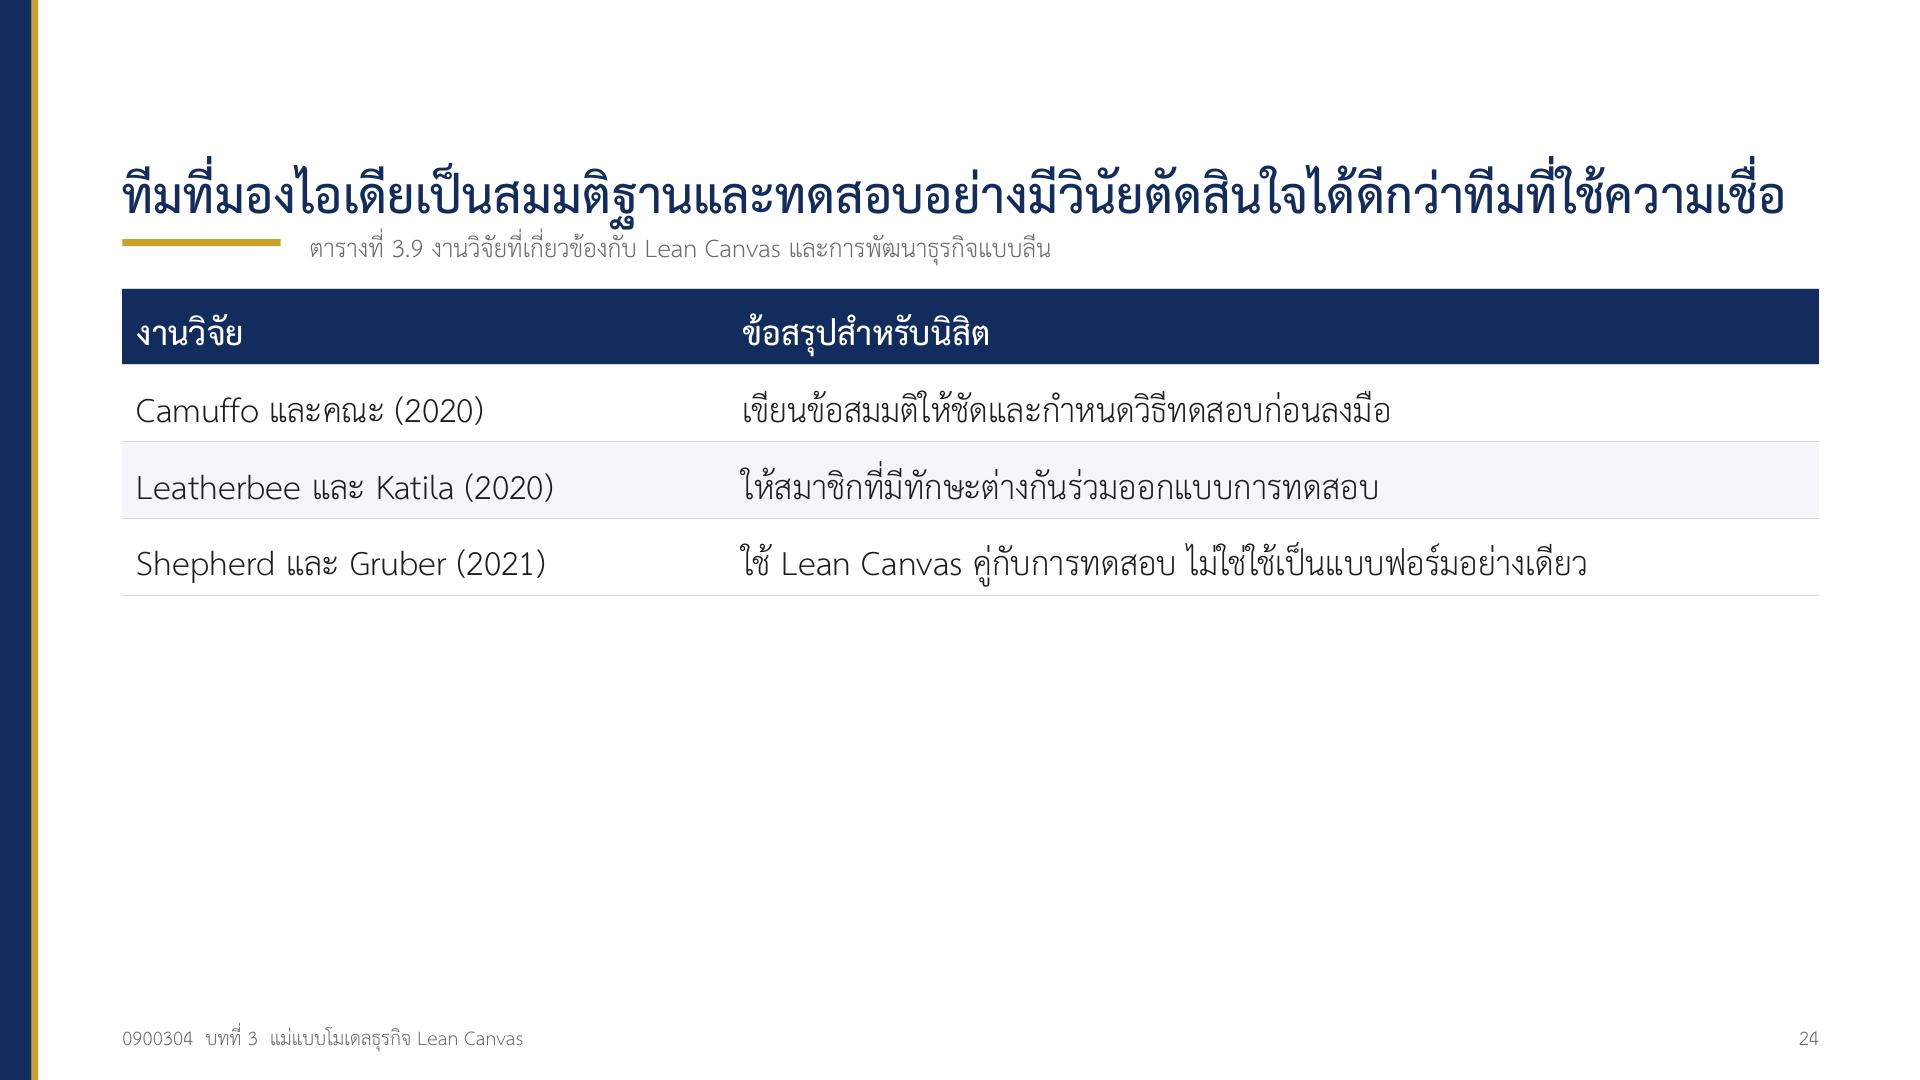 ทีมที่มองไอเดียเป็นสมมติฐานและทดสอบอย่างมีวินัยตัดสินใจได้ดีกว่าทีมที่ใช้ความเชื่อ
ตารางที่ 3.9 งานวิจัยที่เกี่ยวข้องกับ Lean Canvas และการพัฒนาธุรกิจแบบลีน
งานวิจัย ข้อสรุปสำหรับนิสิต
Camuffo และคณะ (2020) เขียนข้อสมมติให้ชัดและกำหนดวิธีทดสอบก่อนลงมือ
Leatherbee และ Katila (2020) ให้สมาชิกที่มีทักษะต่างกันร่วมออกแบบการทดสอบ
Shepherd และ Gruber (2021) ใช้ Lean Canvas คู่กับการทดสอบ ไม่ใช่ใช้เป็นแบบฟอร์มอย่างเดียว
0900304 บทที่ 3 แม่แบบโมเดลธุรกิจ Lean Canvas 24